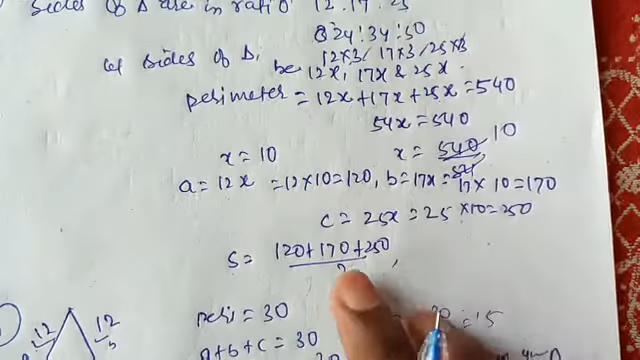 sides of Δ are in ratio 12:17:25
24:34:50
12×3/ 17×3/25×3
let sides of Δ,
be 12x, 17x & 25x.
perimeter = 12x+17x+25x=540
54x=540
x=10 x= 540 10
54
a=12x =12×10=120, b=17x= 17×10=170
c= 25x =25×10=250
S= 120+170+250
2 ,
peri = 30 =15
12 12
b a+b+c=30